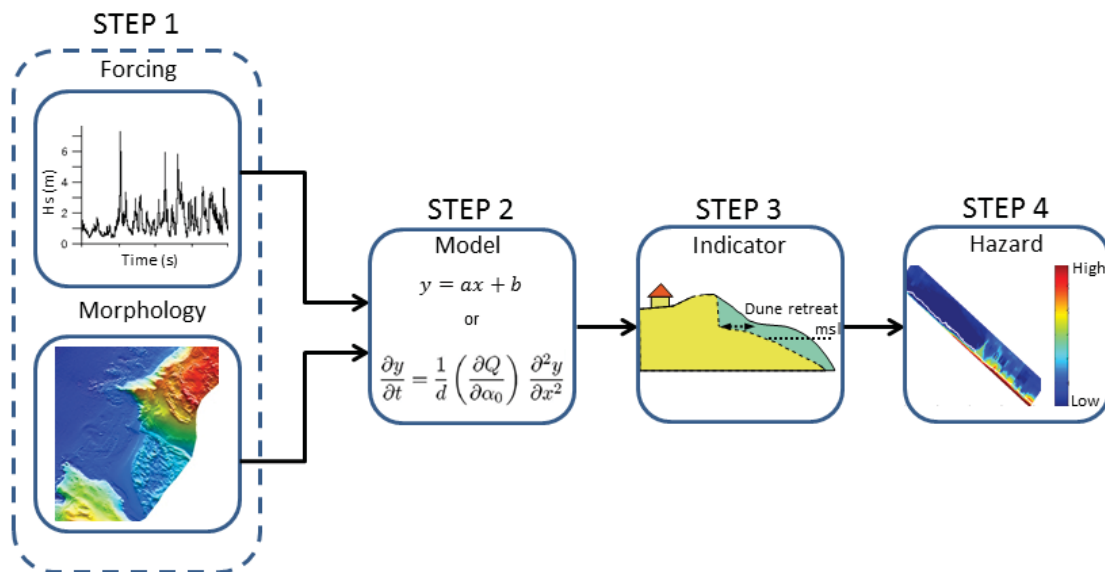 STEP 1
Forcing
6
4
2
0
Hs (m)
Time (s)
Morphology
STEP 2
Model
y = ax + b
or
∂y/∂t = 1/d (∂Q/∂α₀) ∂²y/∂x²
STEP 3
Indicator
Dune retreat
msl
STEP 4
Hazard
High
Low